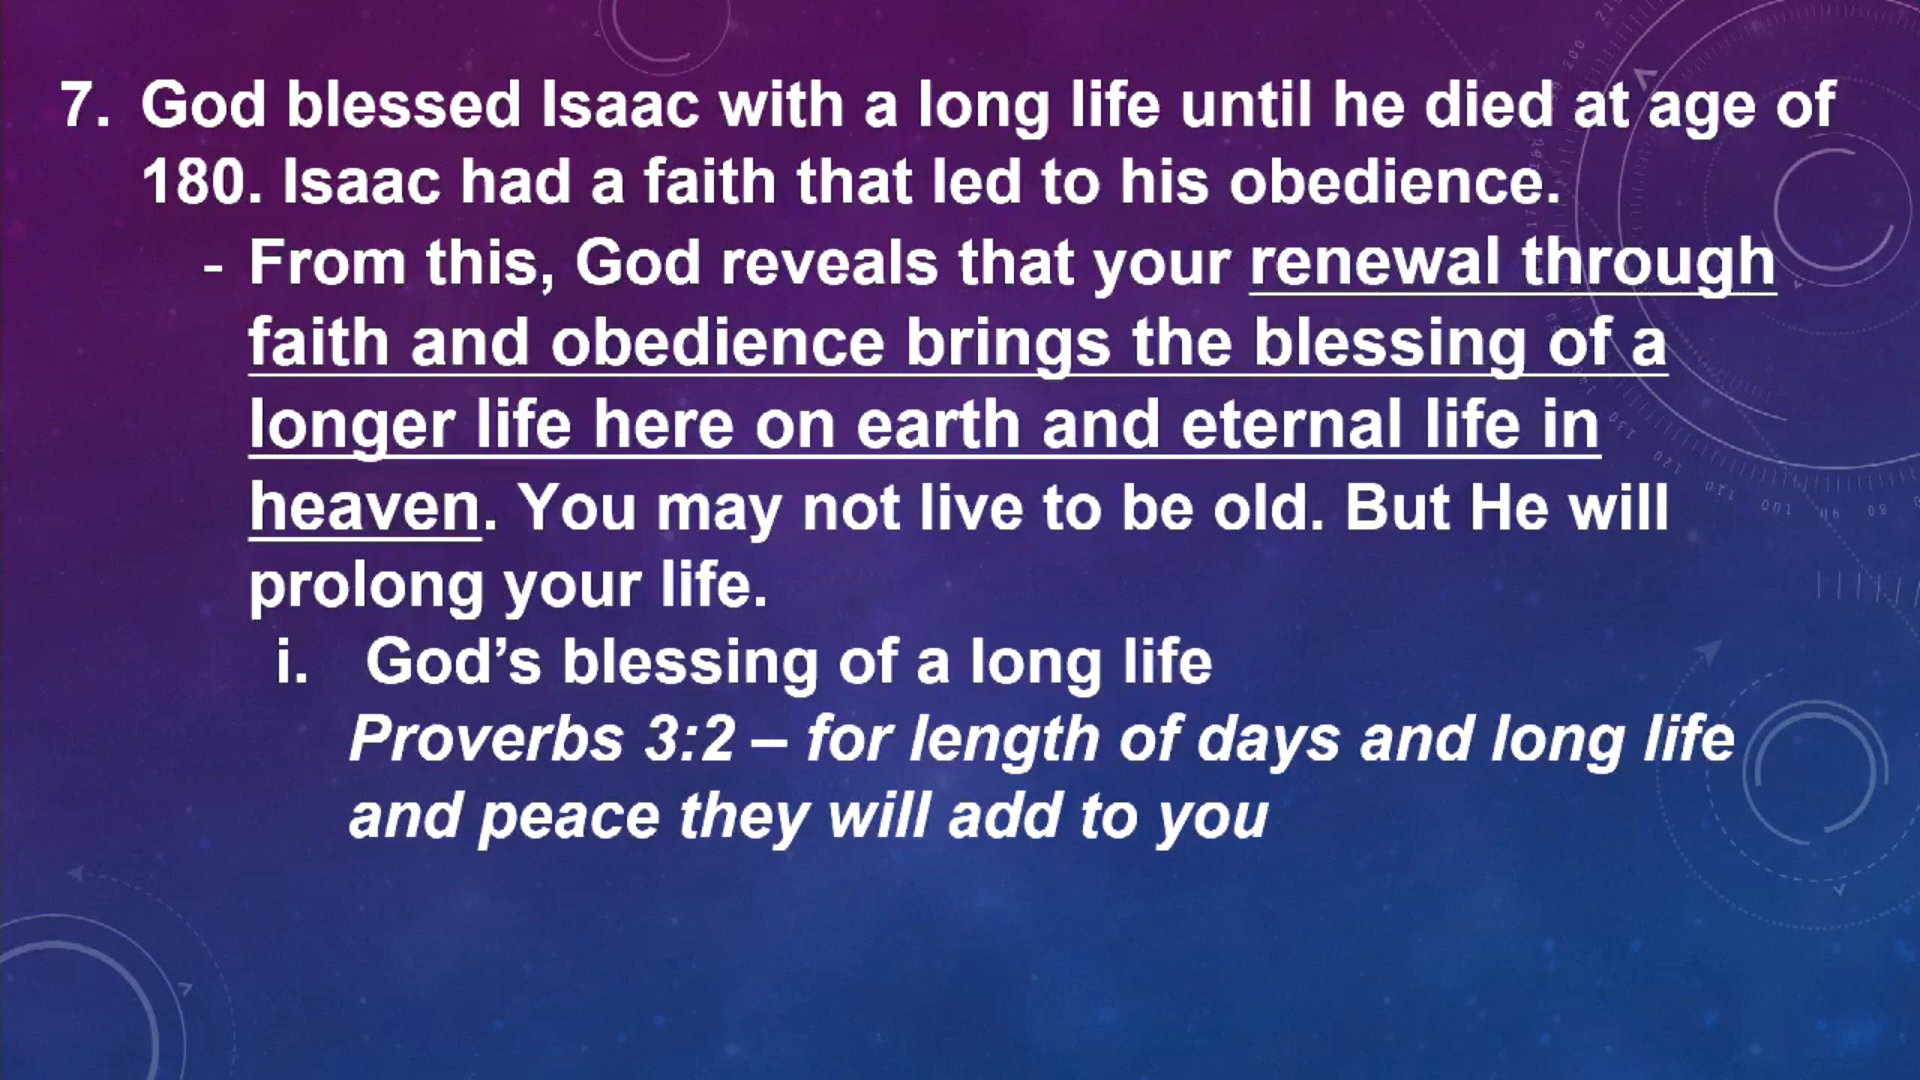 7. God blessed Isaac with a long life until he died at age of
180. Isaac had a faith that led to his obedience.
- From this, God reveals that your renewal through
faith and obedience brings the blessing of a
longer life here on earth and eternal life in
heaven. You may not live to be old. But He will
prolong your life.
i. God’s blessing of a long life
Proverbs 3:2 – for length of days and long life
and peace they will add to you